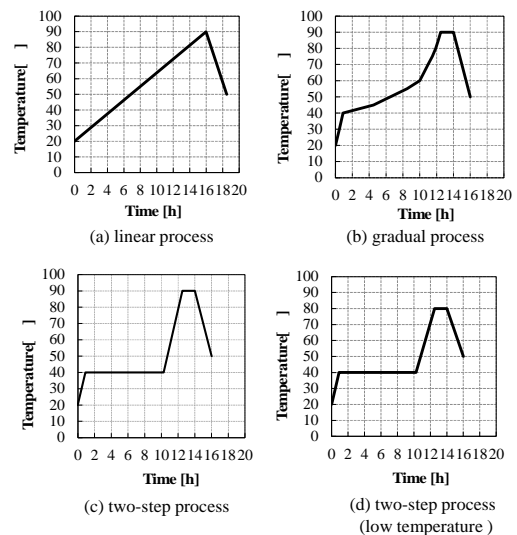 100
90
80
70
60
50
40
30
20
10
0
Temperature[ ]
0 2 4 6 8 10 12 14 16 18 20
Time [h]
(a) linear process
100
90
80
70
60
50
40
30
20
10
0
Temperature[ ]
0 2 4 6 8 10 12 14 16 18 20
Time [h]
(b) gradual process
100
90
80
70
60
50
40
30
20
10
0
Temperature[ ]
0 2 4 6 8 10 12 14 16 18 20
Time [h]
(c) two-step process
100
90
80
70
60
50
40
30
20
10
0
Temperature[ ]
0 2 4 6 8 10 12 14 16 18 20
Time [h]
(d) two-step process
(low temperature )